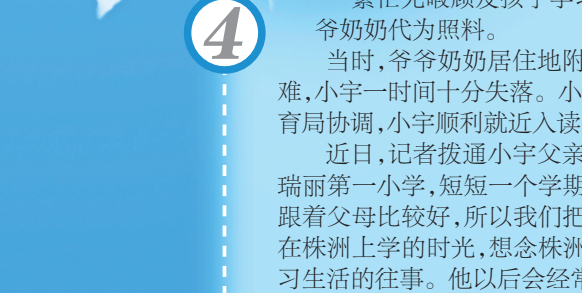 4
繁忙无暇顾及孩子学习
爷奶奶代为照料。
当时,爷爷奶奶居住地附
难,小宇一时间十分失落。小
育局协调,小宇顺利就近入读
近日,记者拨通小宇父亲
瑞丽第一小学,短短一个学期
跟着父母比较好,所以我们把
在株洲上学的时光,想念株洲
习生活的往事。他以后会经常